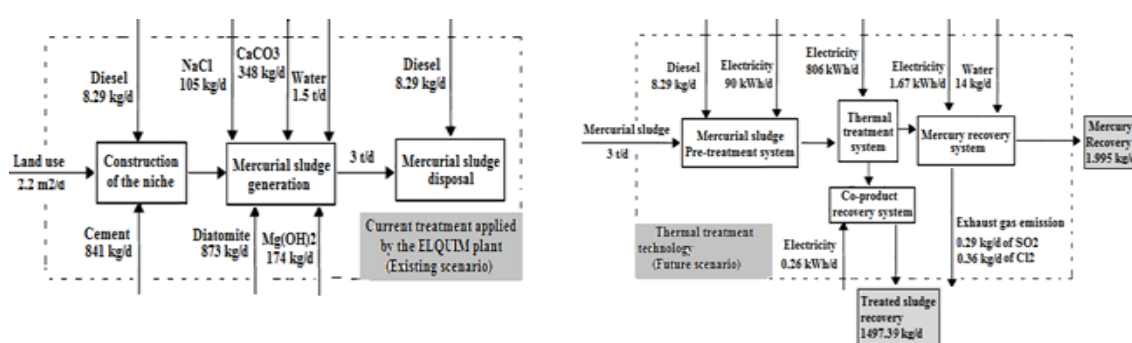 Diesel
8.29 kg/d
NaCl
105 kg/d
CaCO3
348 kg/d
Water
1.5 t/d
Diesel
8.29 kg/d
Land use
2.2 m2/d
Construction
of the niche
Mercurial sludge
generation
3 t/d
Mercurial sludge
disposal
Cement
841 kg/d
Diatomite
873 kg/d
Mg(OH)2
174 kg/d
Current treatment applied
by the ELQUIM plant
(Existing scenario)
Diesel
8.29 kg/d
Electricity
90 kWh/d
Electricity
806 kWh/d
Electricity
1.67 kWh/d
Water
14 kg/d
Mercurial sludge
3 t/d
Mercurial sludge
Pre-treatment system
Thermal
treatment
system
Mercury recovery
system
Mercury
Recovery
1.995 kg/d
Co-product
recovery system
Thermal treatment
technology
(Future scenario)
Electricity
0.26 kWh/d
Exhaust gas emission
0.29 kg/d of SO2
0.36 kg/d of Cl2
Treated sludge
recovery
1497.39 kg/d